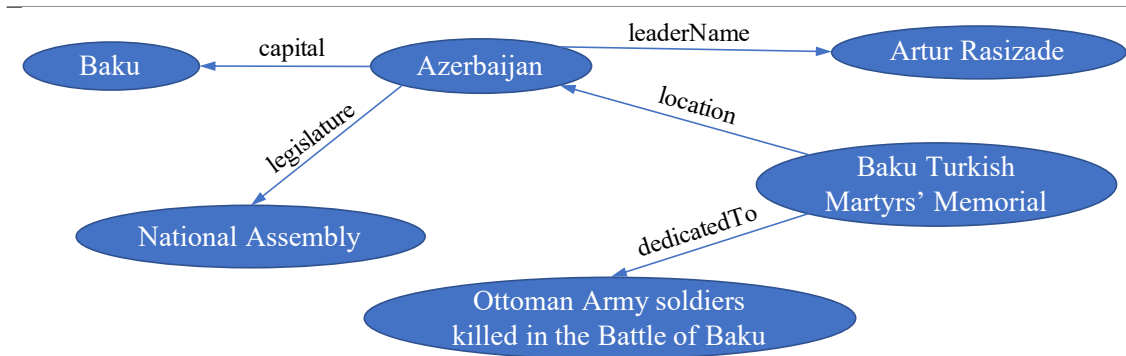 leaderName
capital
Baku
Azerbaijan
Artur Rasizade
location
legislature
Baku Turkish
Martyrs’ Memorial
National Assembly
dedicatedTo
Ottoman Army soldiers
killed in the Battle of Baku